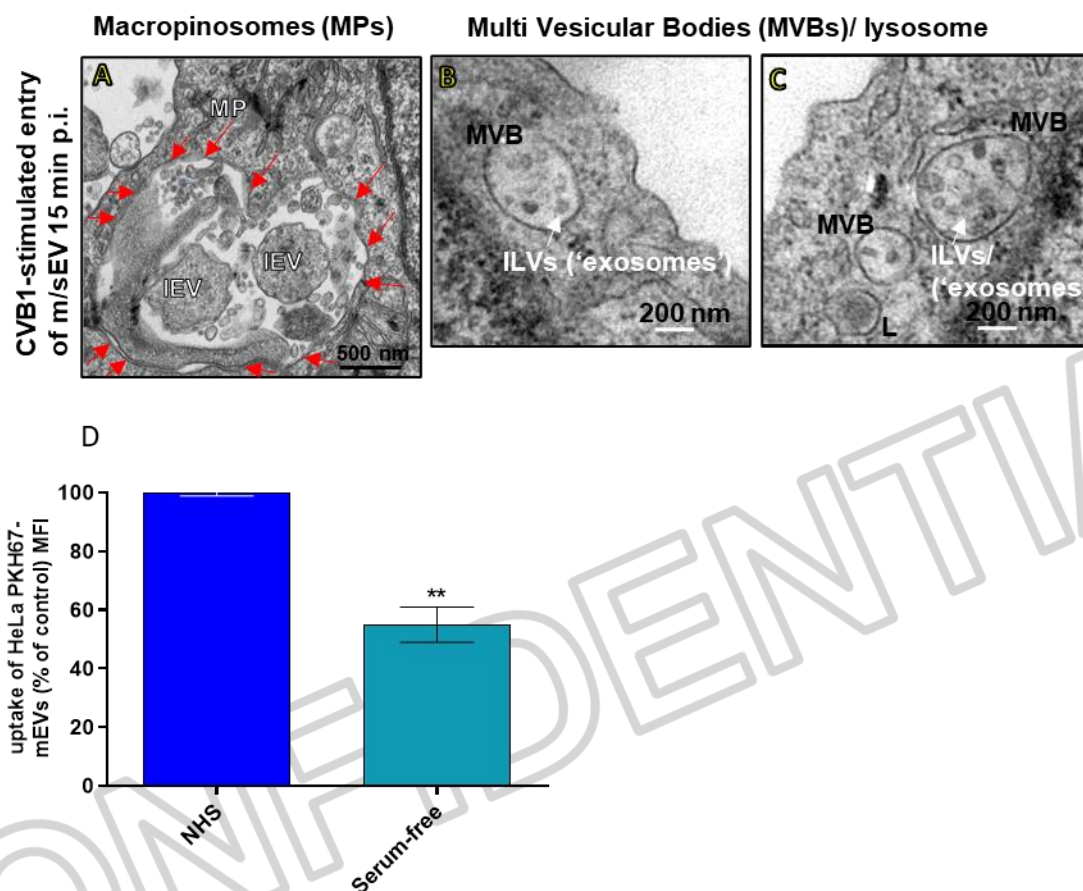 Macropinosomes (MPs)
Multi Vesicular Bodies (MVBs)/ lysosome
CVB1-stimulated entry
of m/sEV 15 min p.i.
A
MP
IEV
IEV
500 nm
B
MVB
ILVs ('exosomes')
200 nm
C
MVB
MVB
ILVs/
('exosomes
200 nm
L
D
uptake of HeLa PKH67-
mEVs (% of control) MFI
100
80
60
40
20
0
**
NHS
Serum-free
ONFIDENTIA